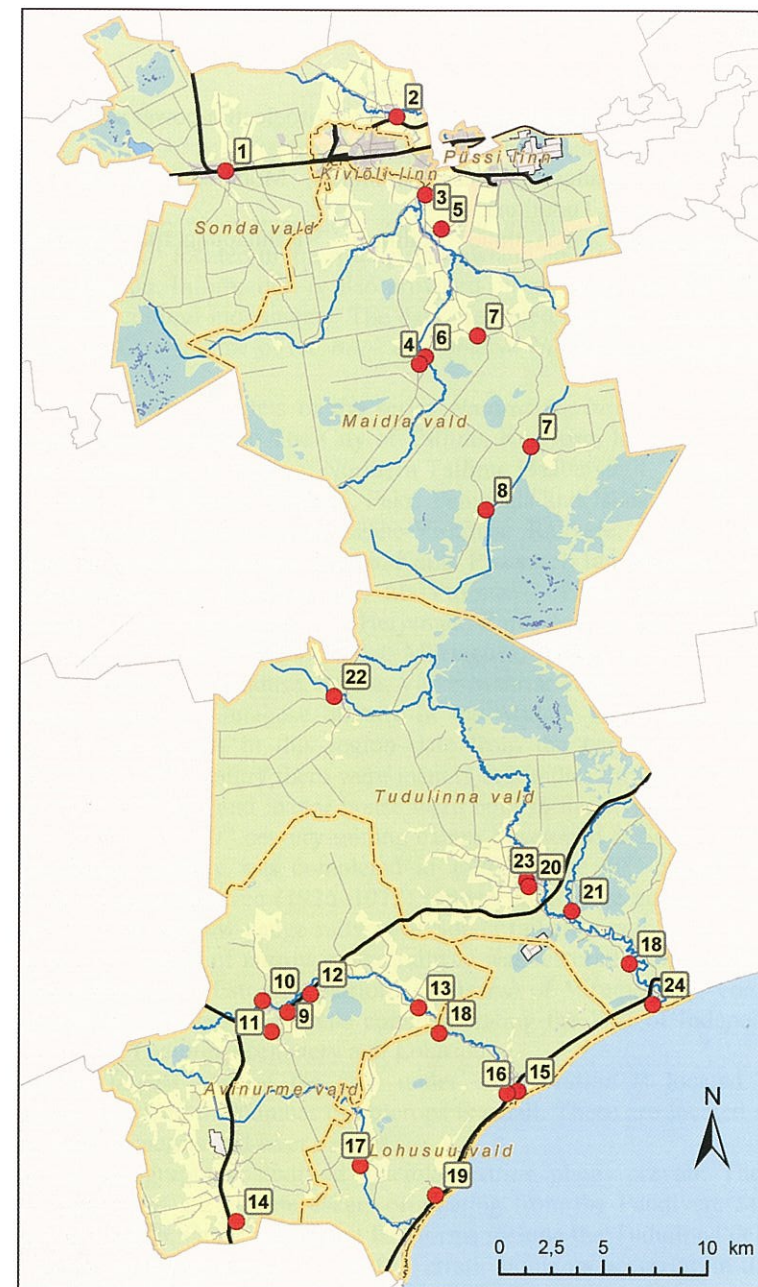 2
1
Püssi linn
Kiviõli linn
3
5
Sonda vald
7
4
6
Maidla vald
7
8
22
Tudulinna vald
23
20
21
18
10
12
13
24
9
11
18
16
15
Avinurme vald
N
17
Lohusuu vald
19
14
0 2,5 5 10 km